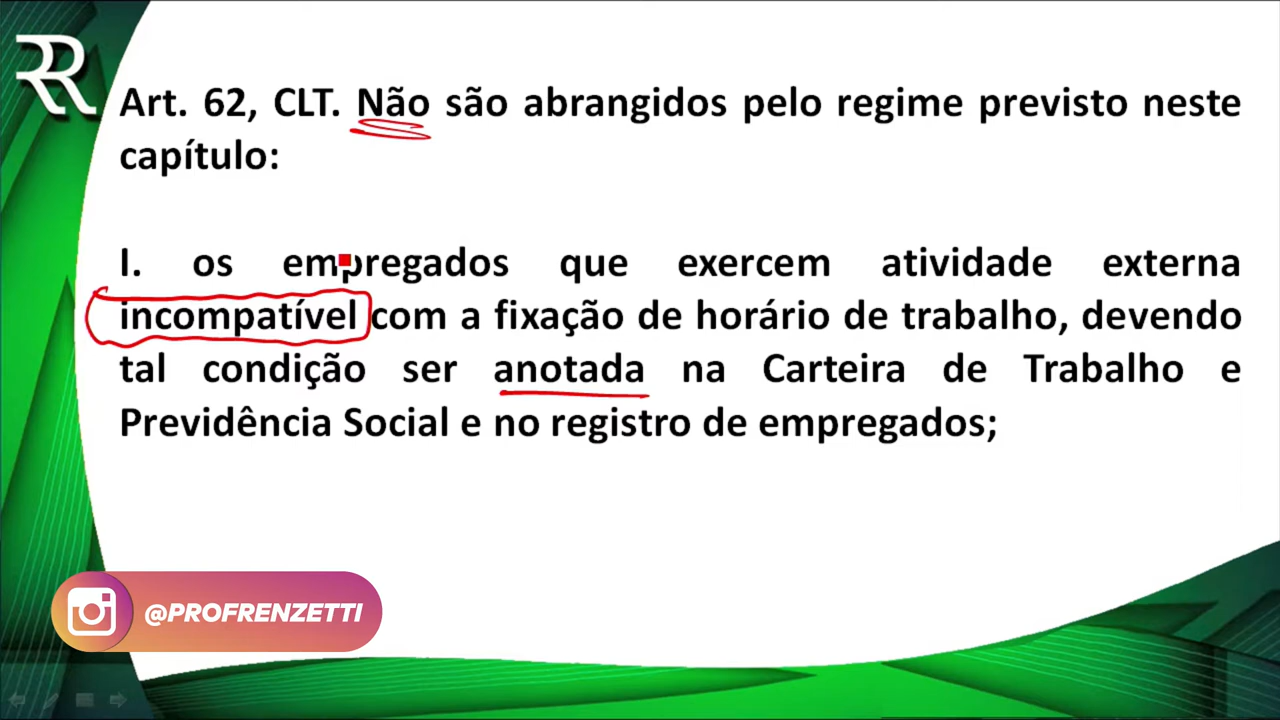 Art. 62, CLT. Não são abrangidos pelo regime previsto neste
capítulo:
I. os empregados que exercem atividade externa
incompatível com a fixação de horário de trabalho, devendo
tal condição ser anotada na Carteira de Trabalho e
Previdência Social e no registro de empregados;
@PROFRENZETTI